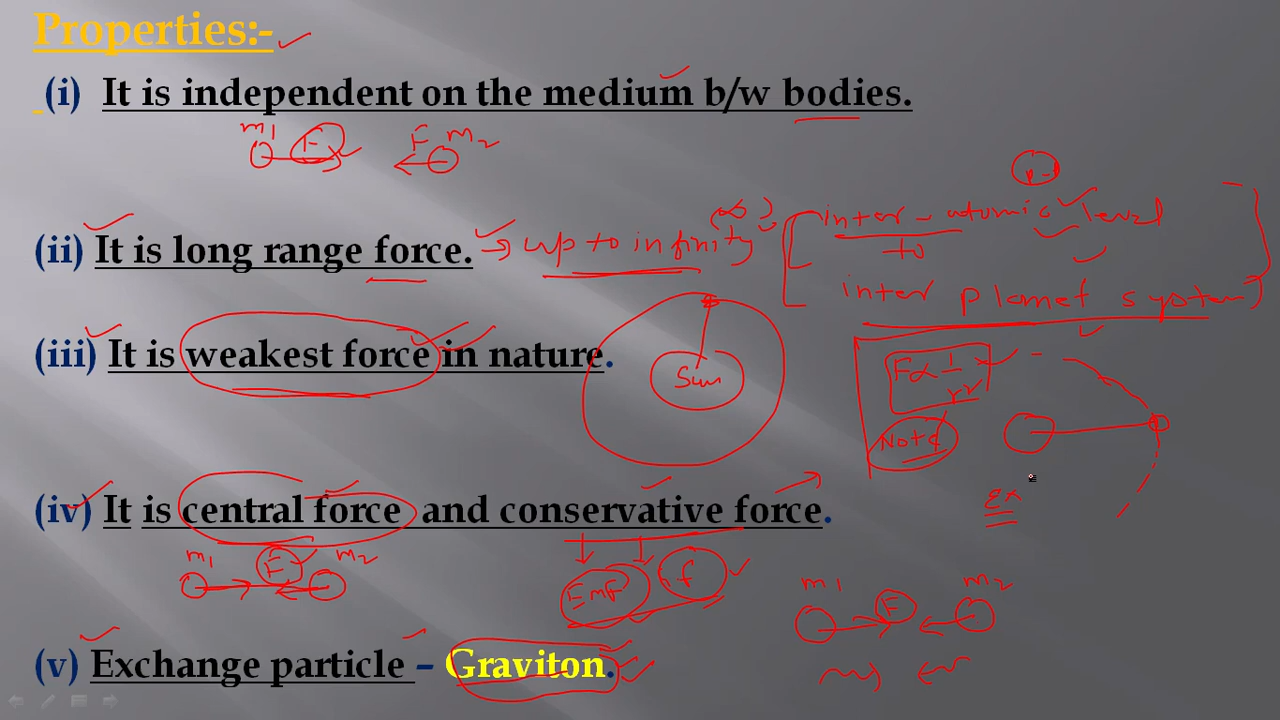 Properties:-
(i) It is independent on the medium b/w bodies.
m1 F F m2
(ii) It is long range force. → up to infinity (∞)
inter-atomic level
to
inter planet system
(iii) It is weakest force in nature.
Sun
F∝ 1
Note
Ex
(iv) It is central force and conservative force.
m1 F m2
Emf
f
m1 F m2
(v) Exchange particle – Graviton.